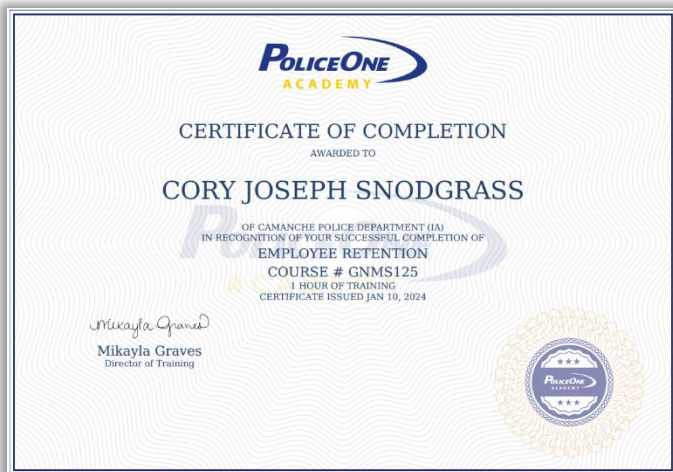 POLICEONE
ACADEMY
CERTIFICATE OF COMPLETION
AWARDED TO
CORY JOSEPH SNODGRASS
OF CAMANCHE POLICE DEPARTMENT (IA)
IN RECOGNITION OF YOUR SUCCESSFUL COMPLETION OF
EMPLOYEE RETENTION
COURSE # GNMS125
1 HOUR OF TRAINING
CERTIFICATE ISSUED JAN 10, 2024
Mikayla Graves
Mikayla Graves
Director of Training
POLICEONE
ACADEMY